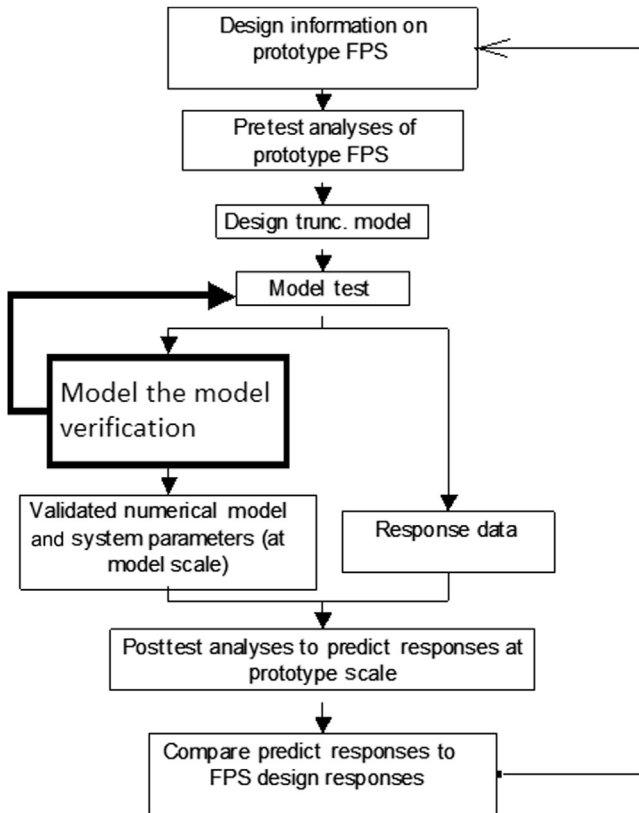 Design information on
prototype FPS
Pretest analyses of
prototype FPS
Design trunc. model
Model test
Model the model
verification
Validated numerical model
and system parameters (at
model scale)
Response data
Posttest analyses to predict responses at
prototype scale
Compare predict responses to
FPS design responses